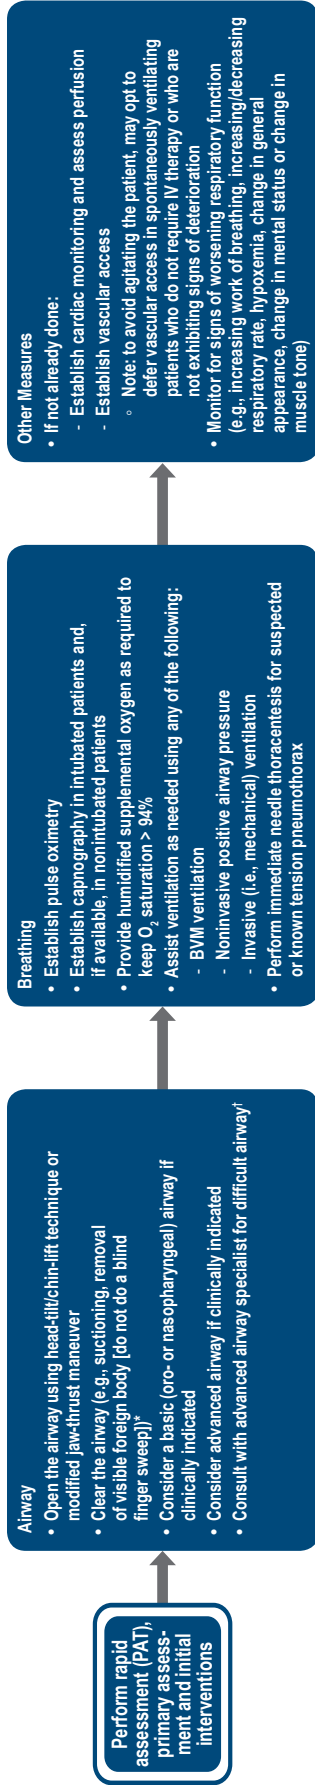 Perform rapid
assessment (PAT),
primary assess-
ment and initial
interventions
Airway
• Open the airway using head-tilt/chin-lift technique or
modified jaw-thrust maneuver
• Clear the airway (e.g., suctioning, removal
of visible foreign body [do not do a blind
finger sweep])*
• Consider a basic (oro- or nasopharyngeal) airway if
clinically indicated
• Consider advanced airway if clinically indicated
• Consult with advanced airway specialist for difficult airway†
Breathing
• Establish pulse oximetry
• Establish capnography in intubated patients and,
if available, in nonintubated patients
• Provide humidified supplemental oxygen as required to
keep O₂ saturation > 94%
• Assist ventilation as needed using any of the following:
- BVM ventilation
- Noninvasive positive airway pressure
- Invasive (i.e., mechanical) ventilation
• Perform immediate needle thoracentesis for suspected
or known tension pneumothorax
Other Measures
• If not already done:
- Establish cardiac monitoring and assess perfusion
- Establish vascular access
◦ Note: to avoid agitating the patient, may opt to
defer vascular access in spontaneously ventilating
patients who do not require IV therapy or who are
not exhibiting signs of deterioration
• Monitor for signs of worsening respiratory function
(e.g., increasing work of breathing, increasing/decreasing
respiratory rate, hypoxemia, change in general
appearance, change in mental status or change in
muscle tone)